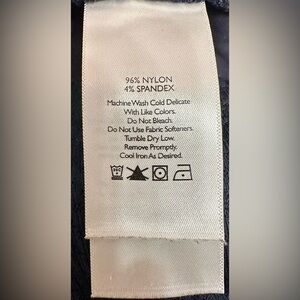 96% NYLON
4% SPANDEX
Machine Wash Cold Delicate
With Like Colors.
Do Not Bleach.
Do Not Use Fabric Softeners.
Tumble Dry Low.
Remove Promptly.
Cool Iron As Desired.